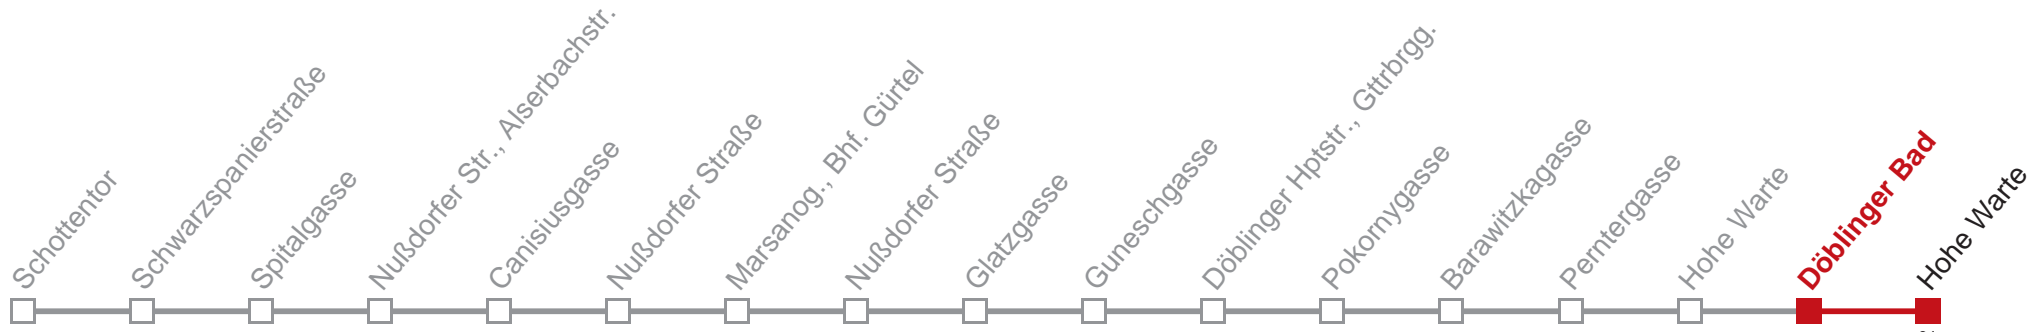 Schottentor
Schwarzspanierstraße
Spitalgasse
Nußdorfer Str., Alserbachstr.
Canisiusgasse
Nußdorfer Straße
Marsanog., Bhf. Gürtel
Nußdorfer Straße
Glatzgasse
Guneschgasse
Döblinger Hptstr., Gttrbrgg.
Pokornygasse
Barawitzkagasse
Perntergasse
Hohe Warte
Döblinger Bad
Hohe Warte